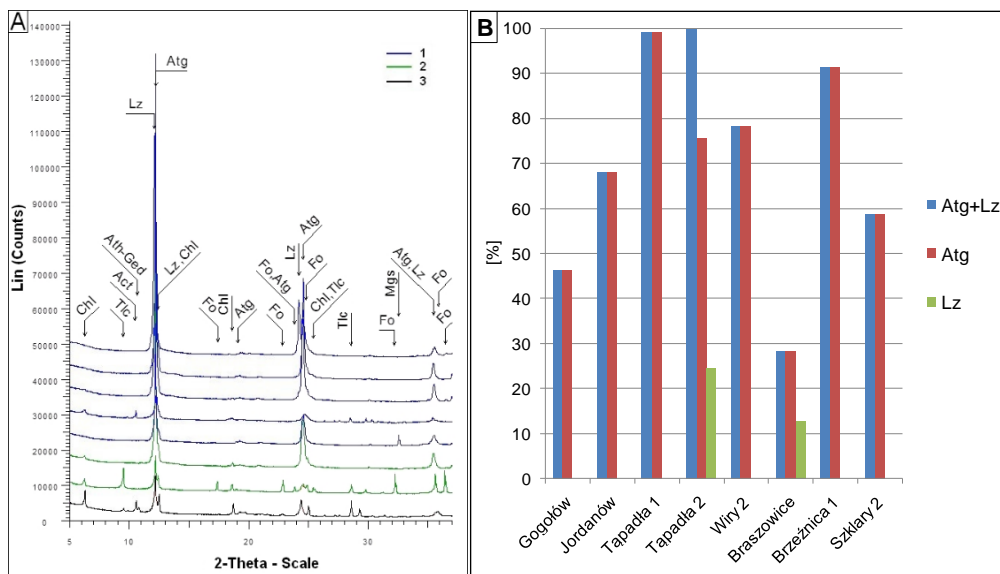 A
140000
130000
120000
110000
100000
90000
80000
70000
60000
50000
40000
30000
20000
10000
0
Lin (Counts)
5
10
20
30
2-Theta - Scale
1
2
3
Atg
Lz
Chl
Tlc
Act
Ath-Ged
Lz,Chl
Fo
Chl
Atg
Fo
Fo,Atg
Lz
Atg
Fo
Chl,Tlc
Tlc
Fo
Mgs
Atg,Lz
Fo
Fo
B
100
90
80
70
60
50
40
30
20
10
0
[%]
Gogołów
Jordanów
Tąpadła 1
Tąpadła 2
Wiry 2
Braszowice
Brzeźnica 1
Szklary 2
Atg+Lz
Atg
Lz